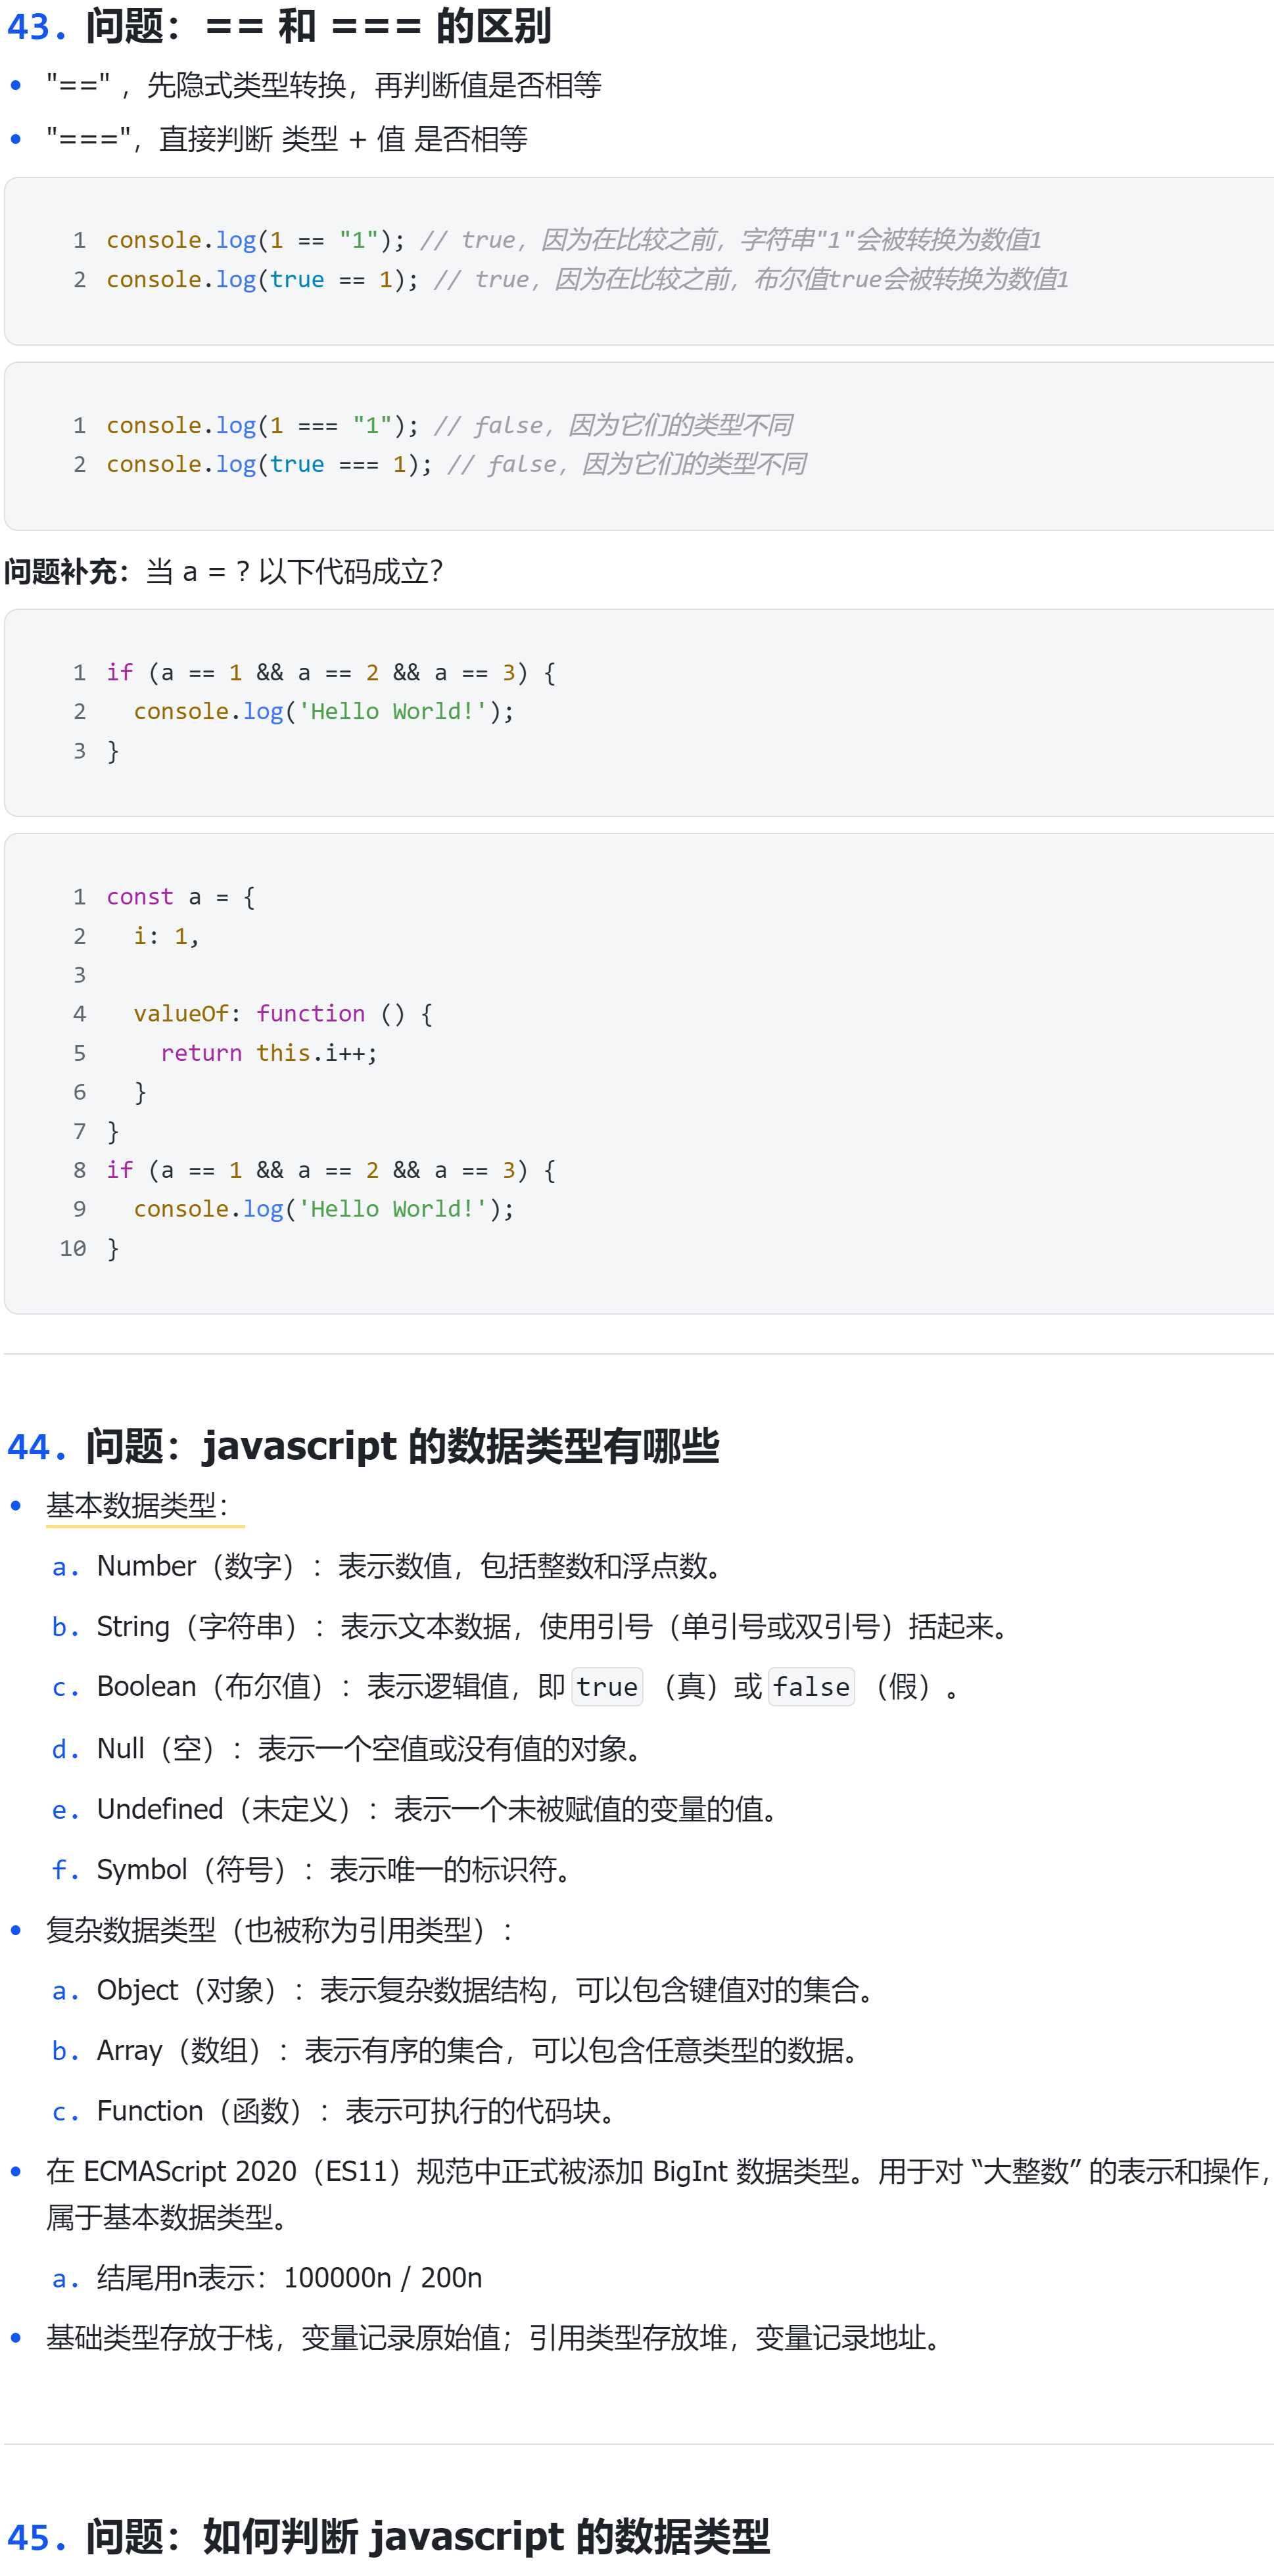 43. 问题：== 和 === 的区别
• "==" ，先隐式类型转换，再判断值是否相等
• "==="，直接判断 类型 + 值 是否相等
1 console.log(1 == "1"); // true，因为在比较之前，字符串"1"会被转换为数值1
2 console.log(true == 1); // true，因为在比较之前，布尔值true会被转换为数值1
1 console.log(1 === "1"); // false，因为它们的类型不同
2 console.log(true === 1); // false，因为它们的类型不同
问题补充：当 a = ? 以下代码成立？
1 if (a == 1 && a == 2 && a == 3) {
2   console.log('Hello World!');
3 }
1 const a = {
2   i: 1,
3
4   valueOf: function () {
5     return this.i++;
6   }
7 }
8 if (a == 1 && a == 2 && a == 3) {
9   console.log('Hello World!');
10 }
44. 问题：javascript 的数据类型有哪些
• 基本数据类型：
a. Number（数字）：表示数值，包括整数和浮点数。
b. String（字符串）：表示文本数据，使用引号（单引号或双引号）括起来。
c. Boolean（布尔值）：表示逻辑值，即 true （真）或 false （假）。
d. Null（空）：表示一个空值或没有值的对象。
e. Undefined（未定义）：表示一个未被赋值的变量的值。
f. Symbol（符号）：表示唯一的标识符。
• 复杂数据类型（也被称为引用类型）：
a. Object（对象）：表示复杂数据结构，可以包含键值对的集合。
b. Array（数组）：表示有序的集合，可以包含任意类型的数据。
c. Function（函数）：表示可执行的代码块。
• 在 ECMAScript 2020（ES11）规范中正式被添加 BigInt 数据类型。用于对 “大整数” 的表示和操作，
属于基本数据类型。
a. 结尾用n表示：100000n / 200n
• 基础类型存放于栈，变量记录原始值；引用类型存放堆，变量记录地址。
45. 问题：如何判断 javascript 的数据类型